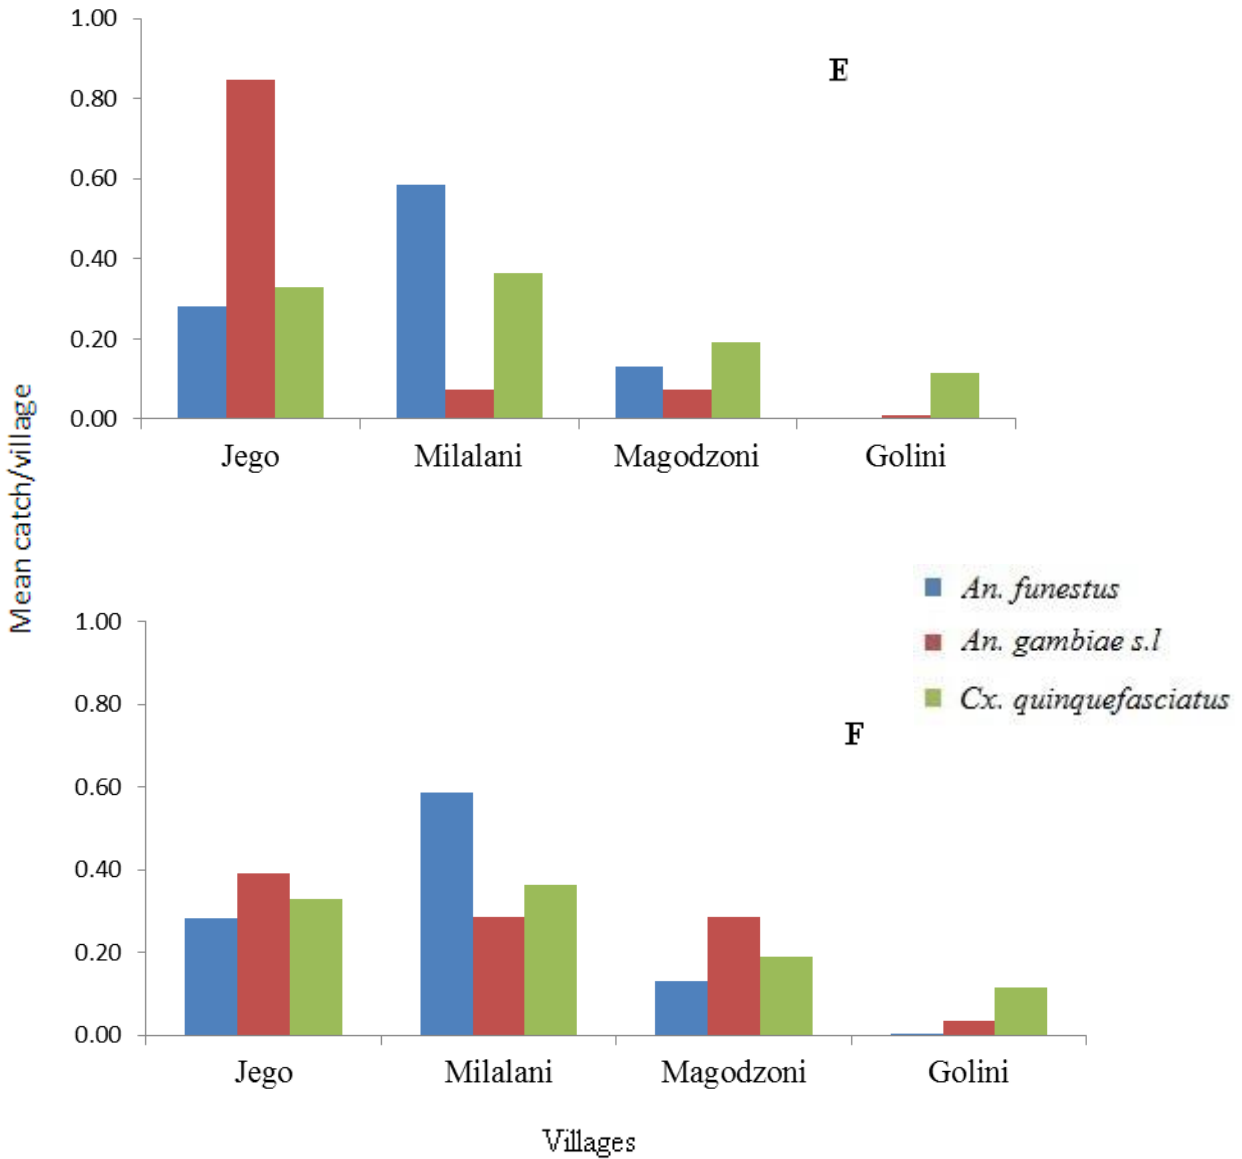 1.00
E
0.80
0.60
0.40
0.20
0.00
Jego Milalani Magodzoni Golini
Mean catch/village
An. funestus
An. gambiae s.l
Cx. quinquefasciatus
1.00
0.80
F
0.60
0.40
0.20
0.00
Jego Milalani Magodzoni Golini
Villages